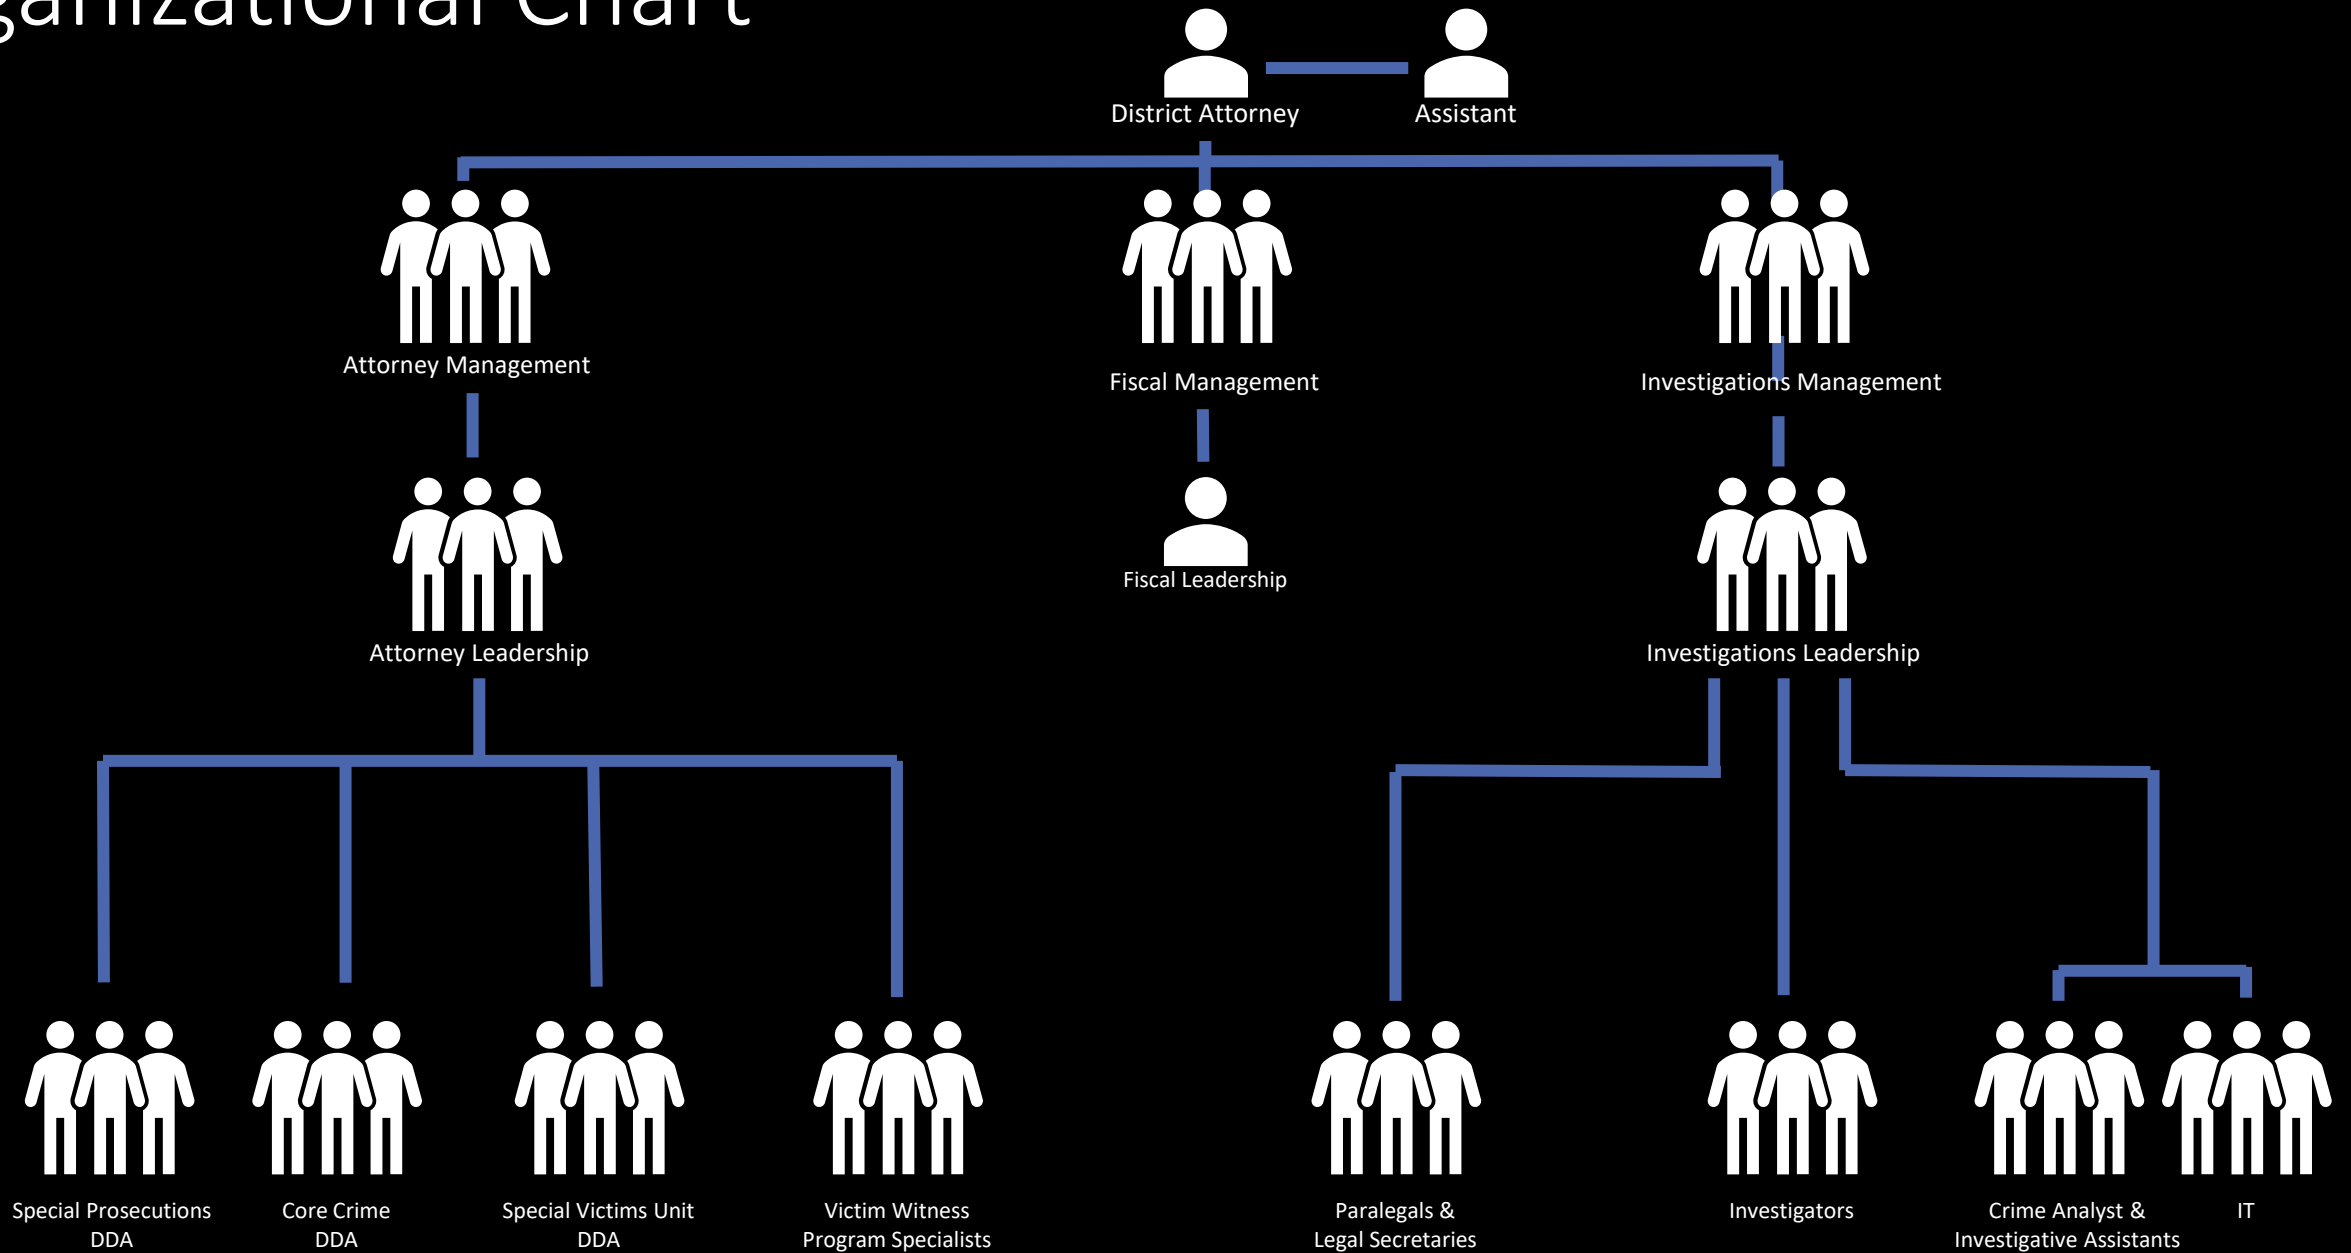 ganizational Chart
District Attorney
Assistant
Attorney Management
Fiscal Management
Investigations Management
Attorney Leadership
Fiscal Leadership
Investigations Leadership
Special Prosecutions
DDA
Core Crime
DDA
Special Victims Unit
DDA
Victim Witness
Program Specialists
Paralegals &
Legal Secretaries
Investigators
Crime Analyst &
Investigative Assistants
IT